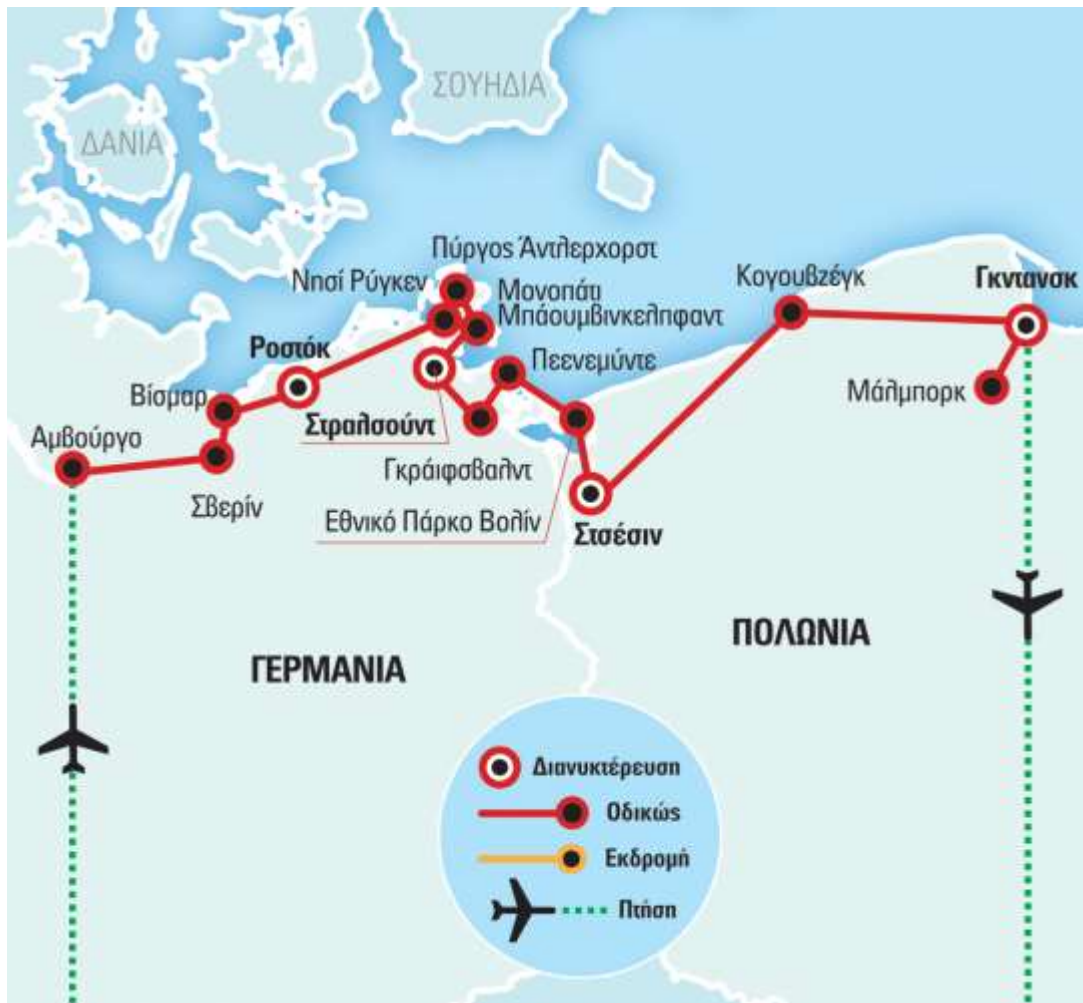 ΣΟΥΗΔΙΑ
ΔΑΝΙΑ
Πύργος Άντλερχορστ
Νησί Ρύγκεν
Μονοπάτι
Μπάουμβινκελπφαντ
Κογουβζέγκ
Γκντανσκ
Ροστόκ
Πεενεμύντε
Βίσμαρ
Μάλμπορκ
Στραλσούντ
Αμβούργο
Γκράιφσβαλντ
Σβερίν
Εθνικό Πάρκο Βολίν
Στσέσιν
ΠΟΛΩΝΙΑ
ΓΕΡΜΑΝΙΑ
Διανυκτέρευση
Οδικώς
Εκδρομή
Πτήση